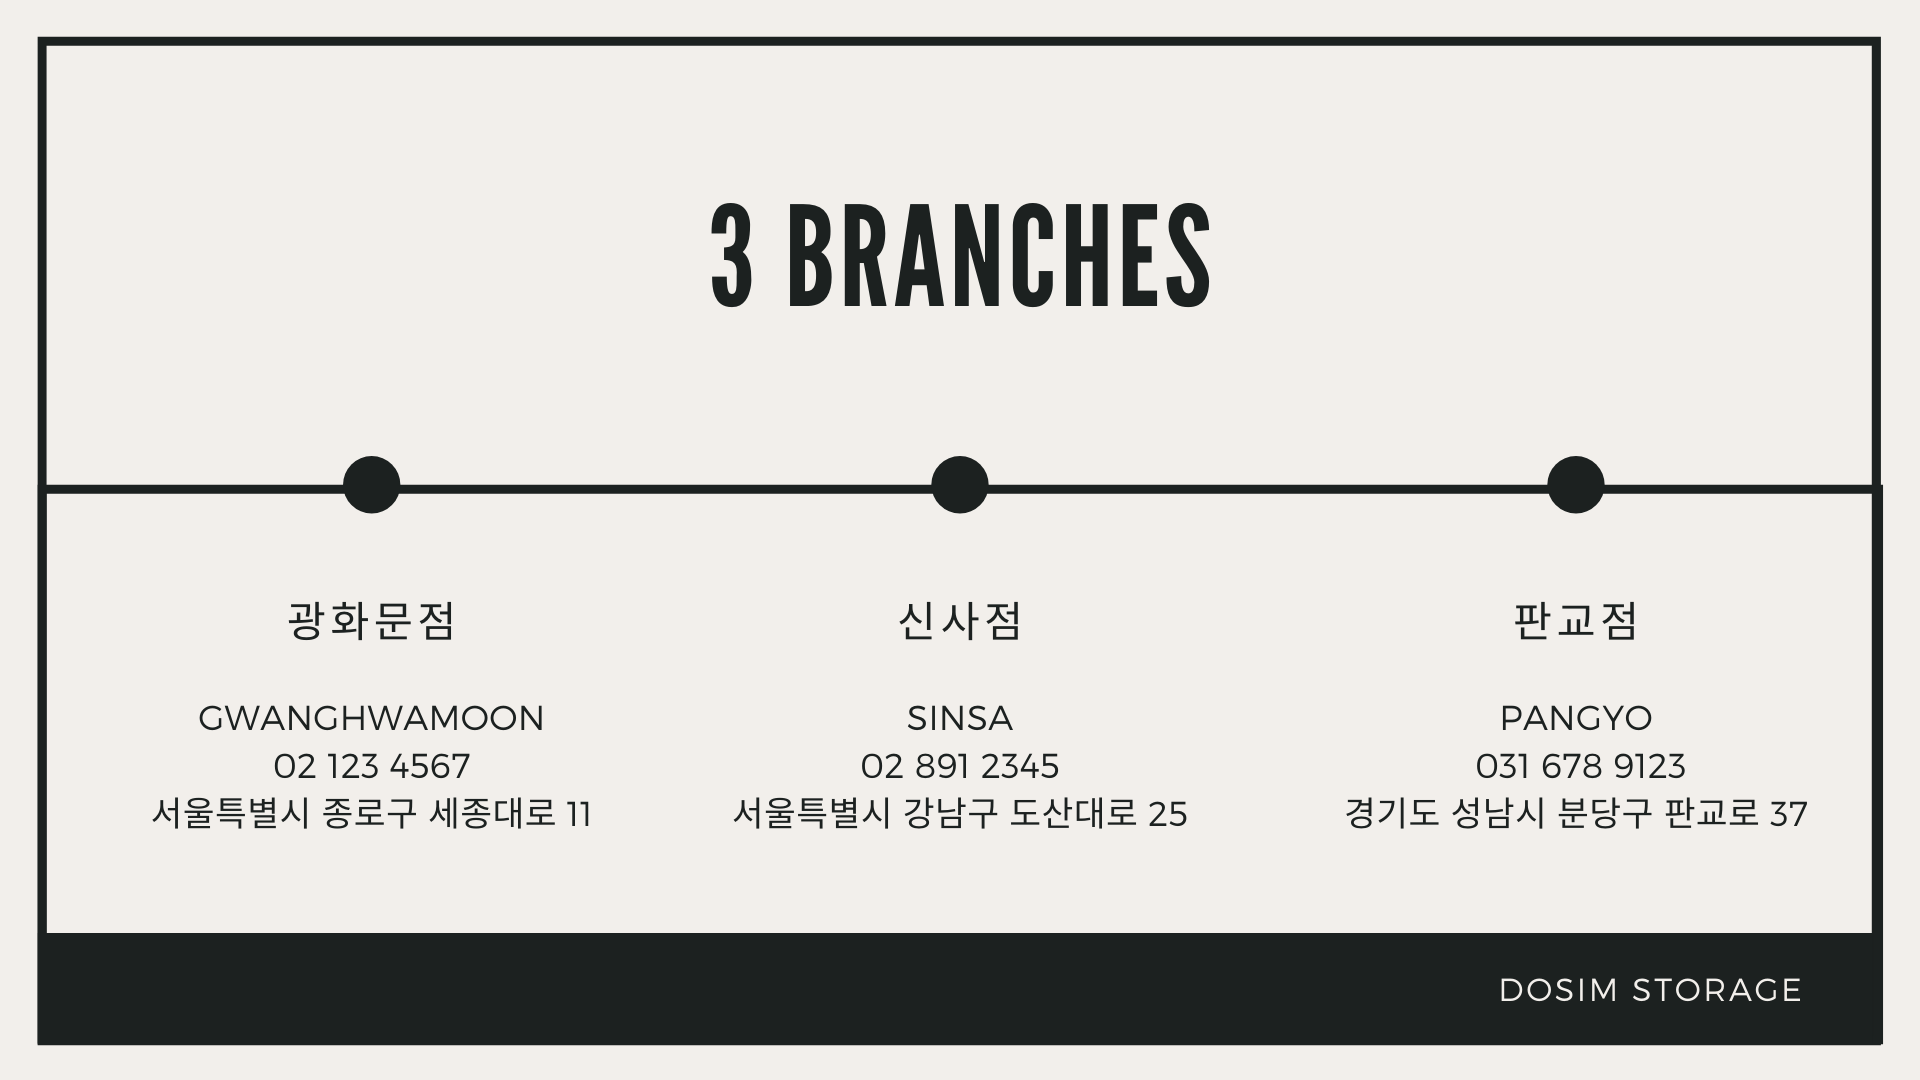 3 BRANCHES
광화문점
GWANGHWAMOON
02 123 4567
서울특별시 종로구 세종대로 11
신사점
SINSA
02 891 2345
서울특별시 강남구 도산대로 25
판교점
PANGYO
031 678 9123
경기도 성남시 분당구 판교로 37
DOSIM STORAGE